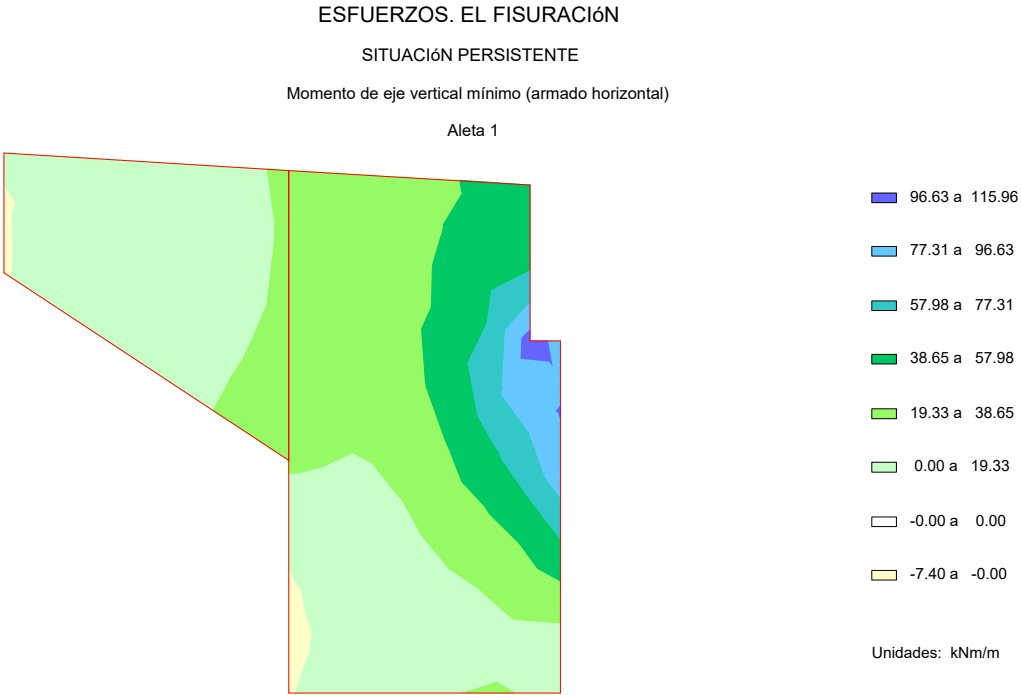 ESFUERZOS. EL FISURACIóN
SITUACIóN PERSISTENTE
Momento de eje vertical mínimo (armado horizontal)
Aleta 1
96.63 a 115.96
77.31 a 96.63
57.98 a 77.31
38.65 a 57.98
19.33 a 38.65
0.00 a 19.33
-0.00 a 0.00
-7.40 a -0.00
Unidades: kNm/m